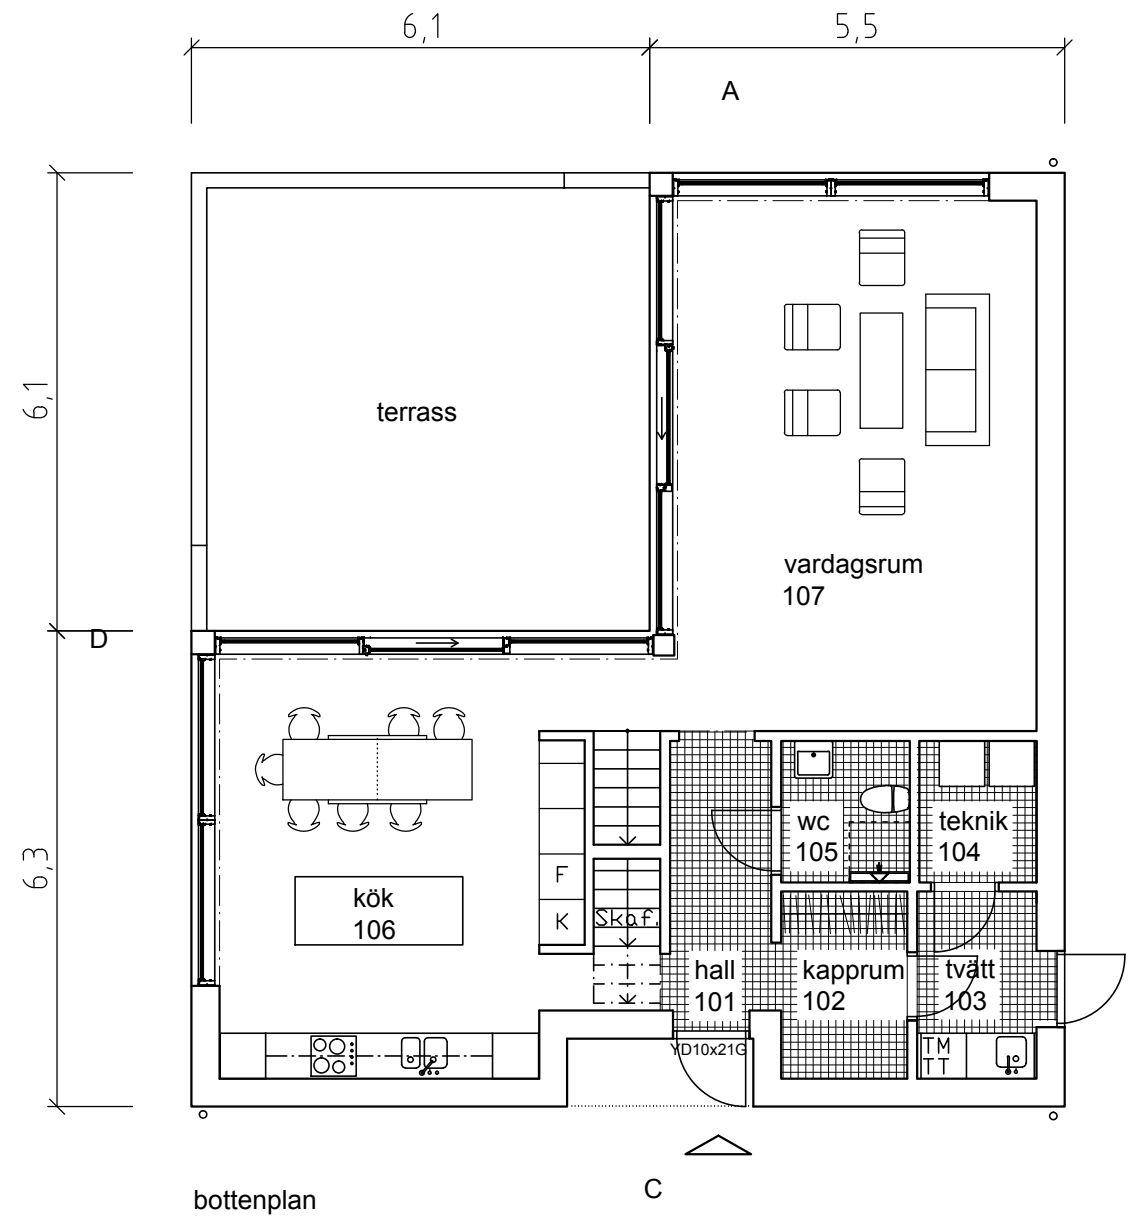 6,1
5,5
A
6,1
terrass
vardagsrum
107
D
6,3
F
K
Skaf.
kök
106
wc
105
teknik
104
hall
101
kapprum
102
tvätt
103
YD10x21G
TM
TT
C
bottenplan